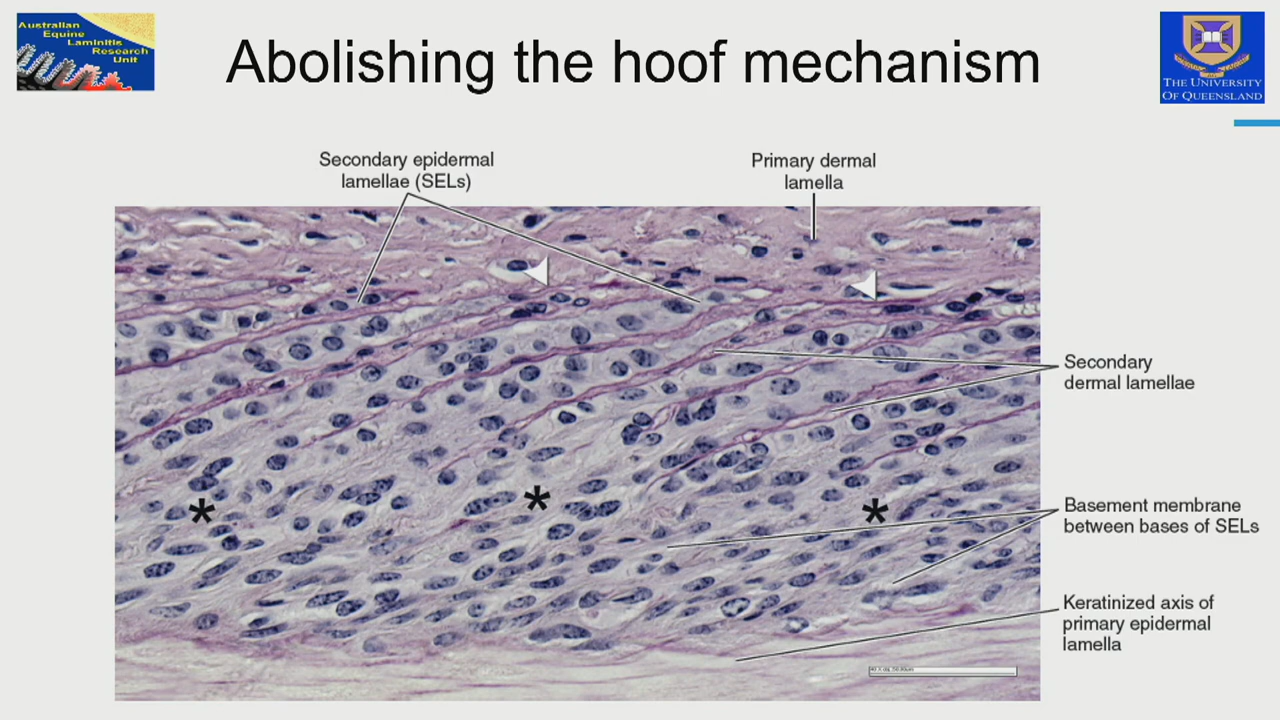 Australian
Equine
Laminitis
Research
Unit
Abolishing the hoof mechanism
THE UNIVERSITY
OF QUEENSLAND
Secondary epidermal
lamellae (SELs)
Primary dermal
lamella
Secondary
dermal lamellae
*
*
*
Basement membrane
between bases of SELs
Keratinized axis of
primary epidermal
lamella